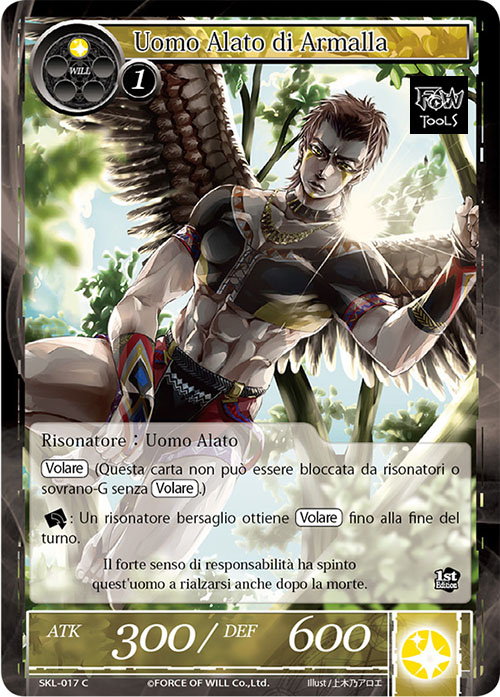 Uomo Alato di Armalla
WILL
1
FoW
TOOLS
Risonatore : Uomo Alato
Volare (Questa carta non può essere bloccata da risonatori o
sovrano-G senza Volare.)
: Un risonatore bersaglio ottiene Volare fino alla fine del
turno.
Il forte senso di responsabilità ha spinto
quest'uomo a rialzarsi anche dopo la morte.
1st
Edition
ATK 300/ DEF 600
SKL-017 C ©FORCE OF WILL Co.,Ltd. Illust/上木乃アロエ